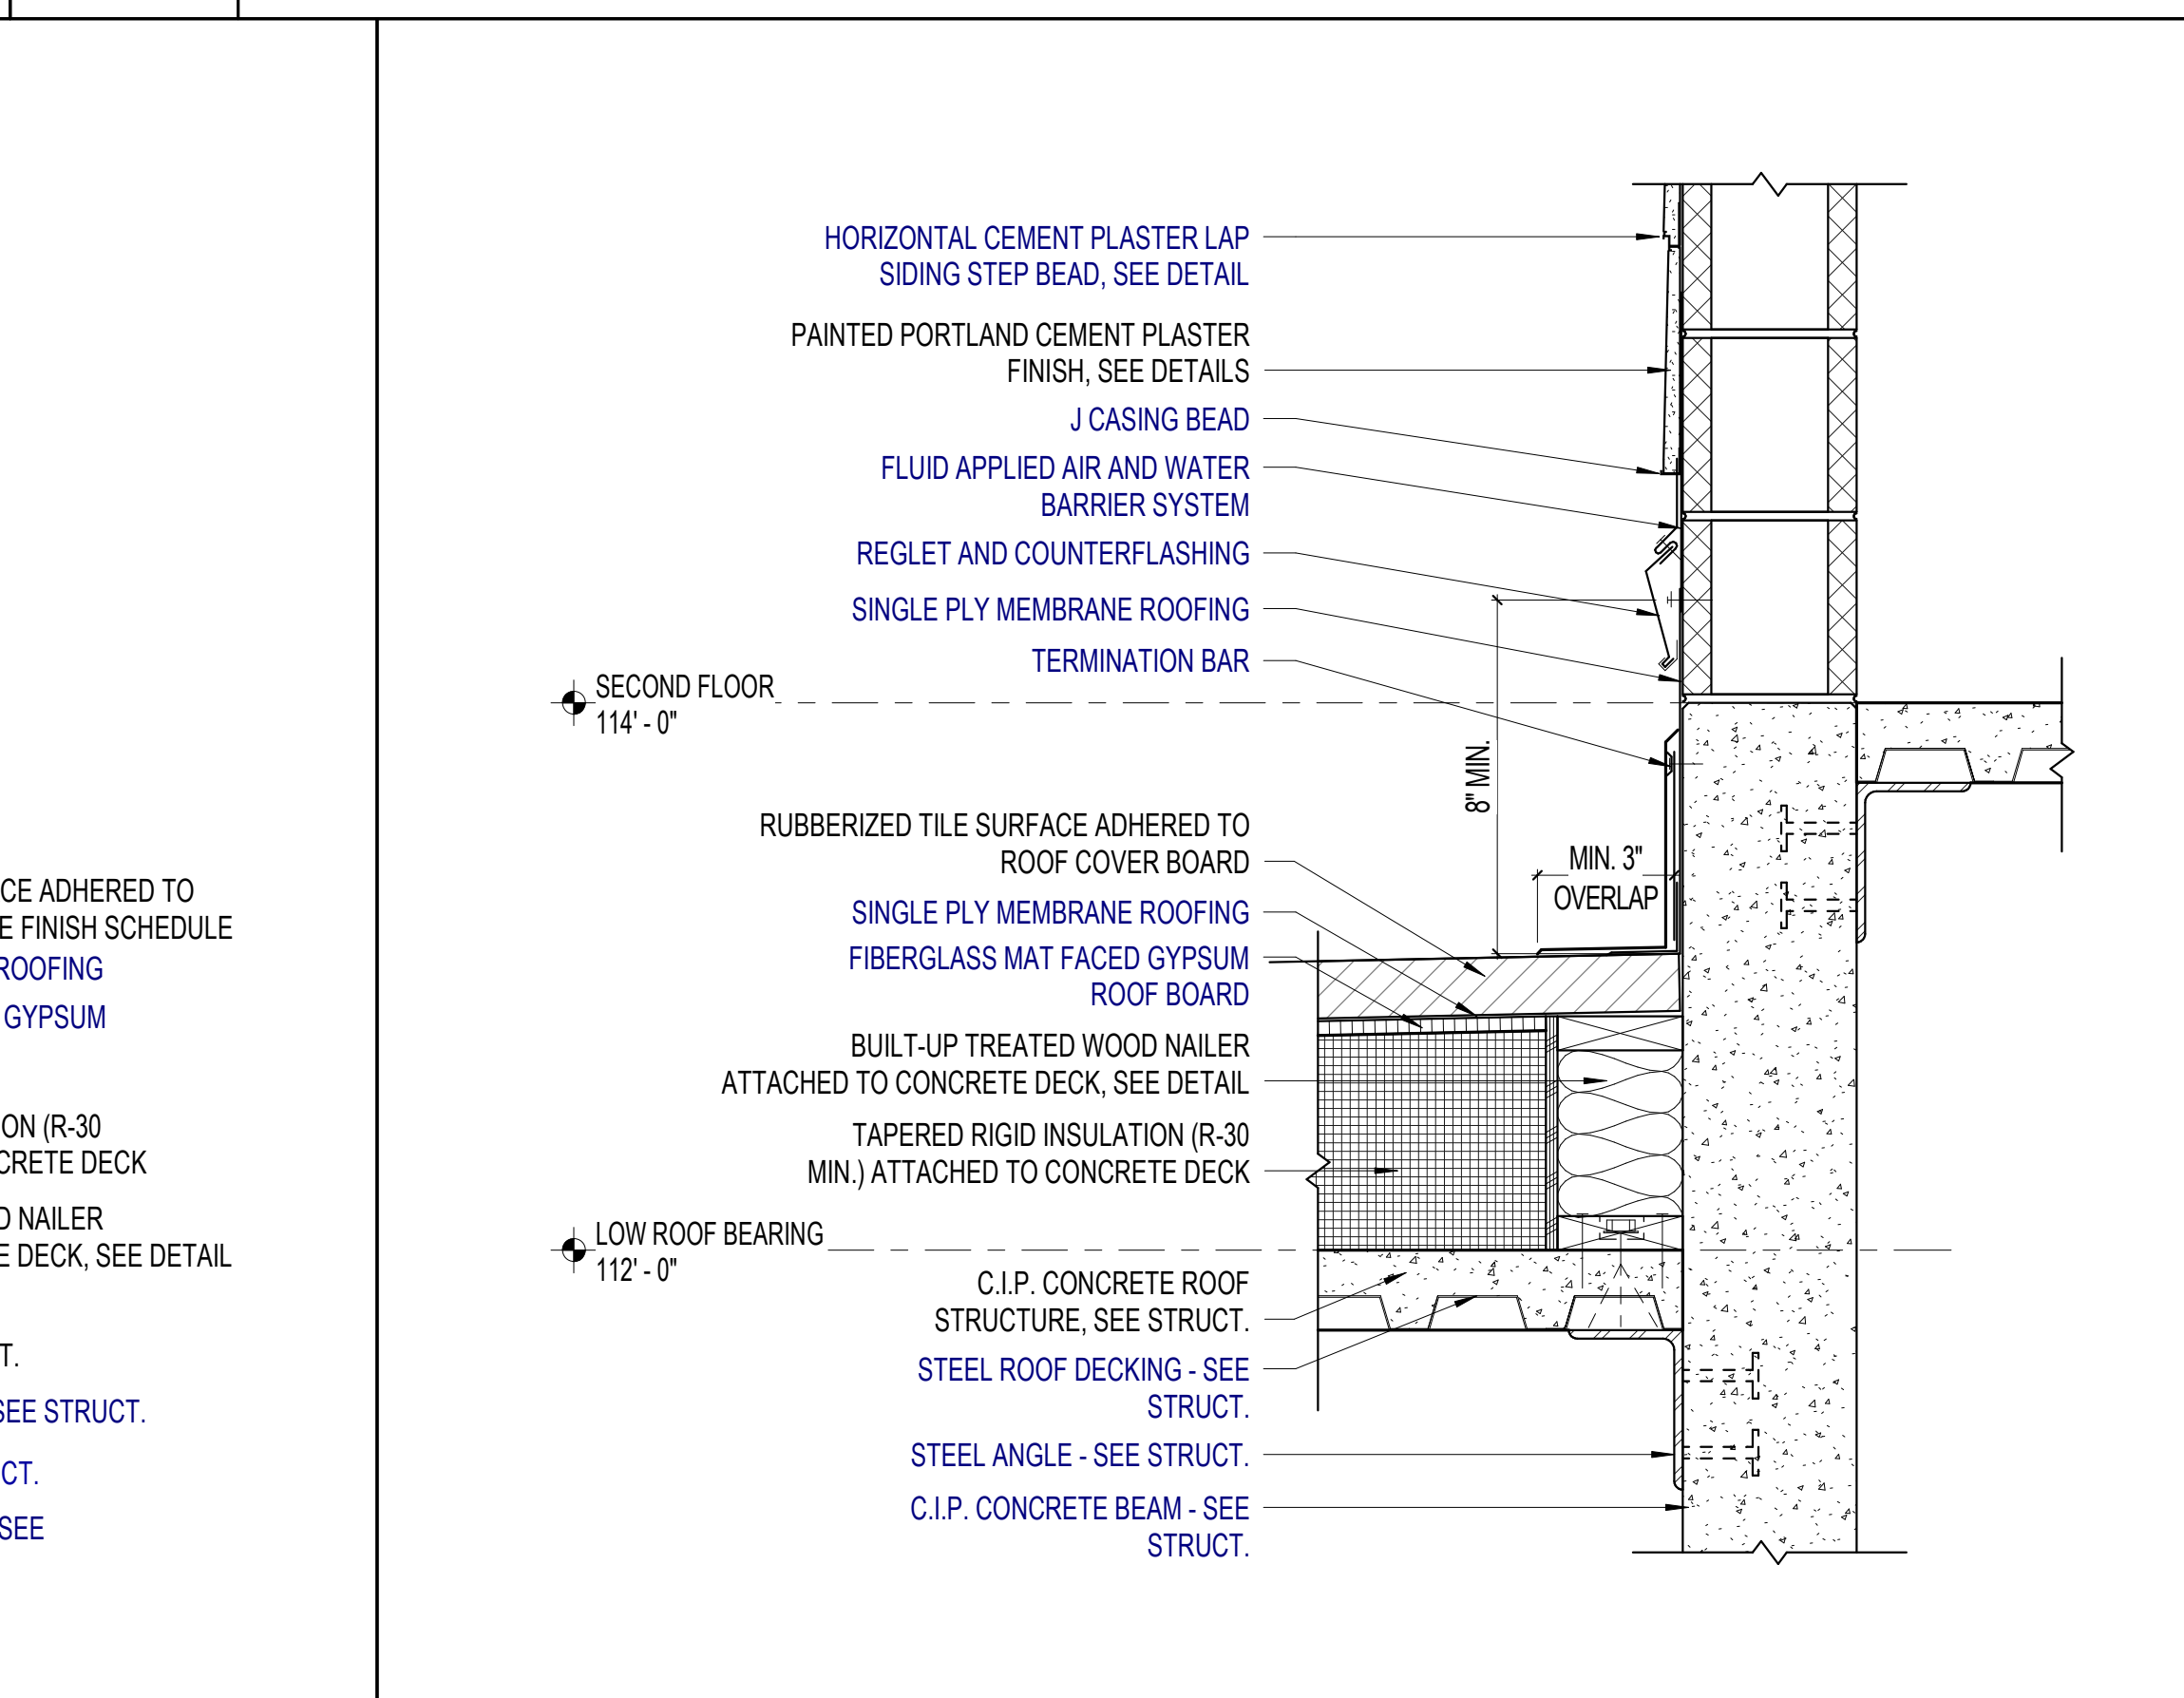 CE ADHERED TO
E FINISH SCHEDULE
ROOFING
GYPSUM
ON (R-30
CRETE DECK
D NAILER
E DECK, SEE DETAIL
T.
SEE STRUCT.
CT.
SEE
HORIZONTAL CEMENT PLASTER LAP
SIDING STEP BEAD, SEE DETAIL
PAINTED PORTLAND CEMENT PLASTER
FINISH, SEE DETAILS
J CASING BEAD
FLUID APPLIED AIR AND WATER
BARRIER SYSTEM
REGLET AND COUNTERFLASHING
SINGLE PLY MEMBRANE ROOFING
TERMINATION BAR
SECOND FLOOR
114' - 0"
8" MIN.
MIN. 3"
OVERLAP
RUBBERIZED TILE SURFACE ADHERED TO
ROOF COVER BOARD
SINGLE PLY MEMBRANE ROOFING
FIBERGLASS MAT FACED GYPSUM
ROOF BOARD
BUILT-UP TREATED WOOD NAILER
ATTACHED TO CONCRETE DECK, SEE DETAIL
TAPERED RIGID INSULATION (R-30
MIN.) ATTACHED TO CONCRETE DECK
LOW ROOF BEARING
112' - 0"
C.I.P. CONCRETE ROOF
STRUCTURE, SEE STRUCT.
STEEL ROOF DECKING - SEE
STRUCT.
STEEL ANGLE - SEE STRUCT.
C.I.P. CONCRETE BEAM - SEE
STRUCT.